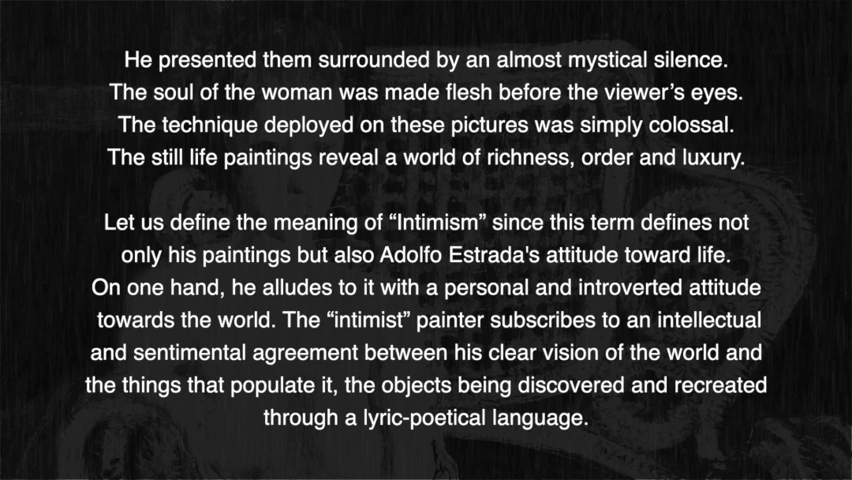 He presented them surrounded by an almost mystical silence.
The soul of the woman was made flesh before the viewer’s eyes.
The technique deployed on these pictures was simply colossal.
The still life paintings reveal a world of richness, order and luxury.
Let us define the meaning of “Intimism” since this term defines not
only his paintings but also Adolfo Estrada's attitude toward life.
On one hand, he alludes to it with a personal and introverted attitude
towards the world. The “intimist” painter subscribes to an intellectual
and sentimental agreement between his clear vision of the world and
the things that populate it, the objects being discovered and recreated
through a lyric-poetical language.